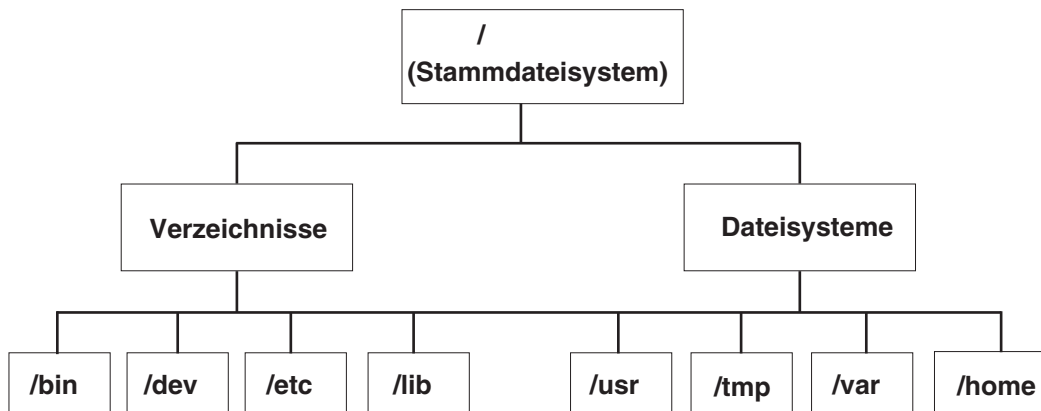 /
(Stammdateisystem)
Verzeichnisse
Dateisysteme
/bin
/dev
/etc
/lib
/usr
/tmp
/var
/home